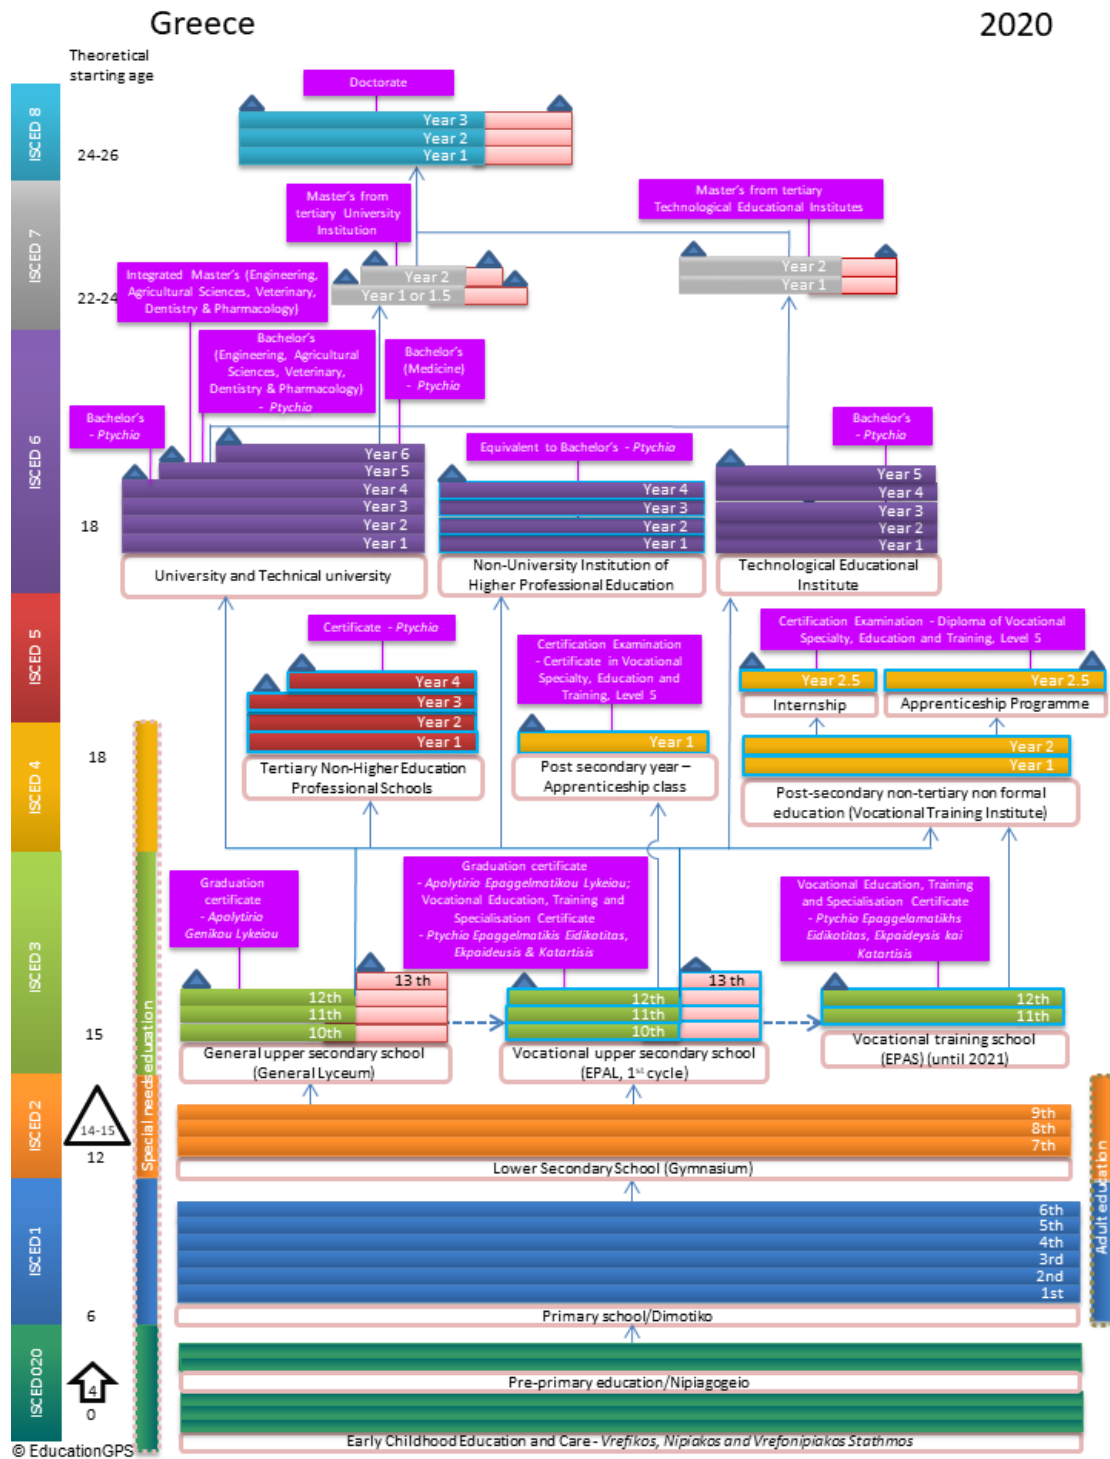 Greece
2020
Theoretical
starting age
ISCED 8
24-26
Doctorate
Year 3
Year 2
Year 1
ISCED 7
22-24
Master's from
tertiary University
Institution
Master's from tertiary
Technological Educational Institutes
Year 2
Year 1 or 1.5
Year 2
Year 1
Integrated Master's (Engineering,
Agricultural Sciences, Veterinary,
Dentistry & Pharmacology)
ISCED 6
18
Bachelor's
(Engineering, Agricultural
Sciences, Veterinary,
Dentistry & Pharmacology)
- Ptychio
Bachelor's
(Medicine)
- Ptychio
Bachelor's
- Ptychio
Equivalent to Bachelor's - Ptychio
Bachelor's
- Ptychio
Year 6
Year 5
Year 4
Year 3
Year 2
Year 1
University and Technical university
Year 4
Year 3
Year 2
Year 1
Non-University Institution of
Higher Professional Education
Year 5
Year 4
Year 3
Year 2
Year 1
Technological Educational
Institute
ISCED 5
Certificate - Ptychio
Year 4
Year 3
Year 2
Year 1
Tertiary Non-Higher Education
Professional Schools
Certification Examination
- Certificate in Vocational
Specialty, Education and
Training, Level 5
Year 1
Post secondary year –
Apprenticeship class
Certification Examination - Diploma of Vocational
Specialty, Education and Training, Level 5
Year 2.5
Internship
Year 2.5
Apprenticeship Programme
ISCED 4
18
Year 2
Year 1
Post-secondary non-tertiary non formal
education (Vocational Training Institute)
ISCED3
15
Graduation
certificate
- Apolytirio
Genikou Lykeiou
Graduation certificate
- Apolytirio Epaggelmatikou Lykeiou;
Vocational Education, Training and
Specialisation Certificate
- Ptychio Epaggelmatikis Eidikotitas,
Ekpaideusis & Katartisis
Vocational Education, Training
and Specialisation Certificate
- Ptychio Epaggelamatikhs
Eidikotitas, Ekpaideysis kai
Katartisis
13 th
12th
11th
10th
General upper secondary school
(General Lyceum)
13 th
12th
11th
10th
Vocational upper secondary school
(EPAL, 1st cycle)
12th
11th
Vocational training school
(EPAS) (until 2021)
Special needs education
ISCED2
14-15
12
9th
8th
7th
Lower Secondary School (Gymnasium)
Adult education
ISCED1
6
6th
5th
4th
3rd
2nd
1st
Primary school/Dimotiko
ISCED020
4
0
Pre-primary education/Nipiagogeio
Early Childhood Education and Care - Vrefikos, Nipiakos and Vrefonipiakos Stathmos
© EducationGPS